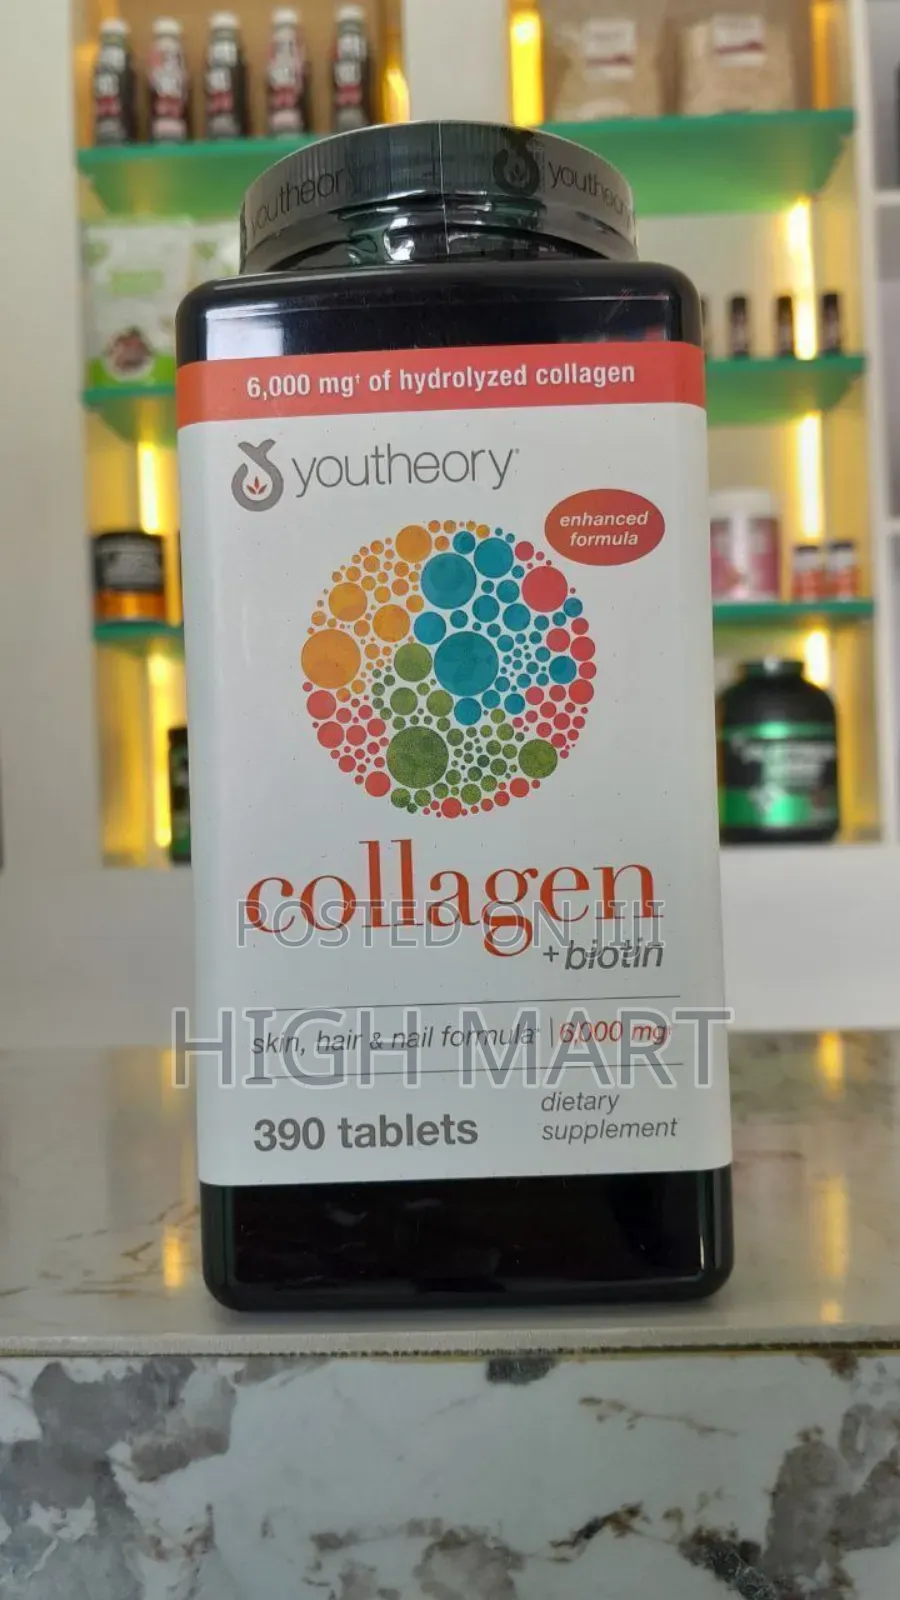 youtheory
youtheory
6,000 mg† of hydrolyzed collagen
youtheory®
enhanced
formula
collagen
POSTED ON JIJI
+biotin
HIGH MART
skin, hair & nail formula* | 6,000 mg†
390 tablets
dietary
supplement